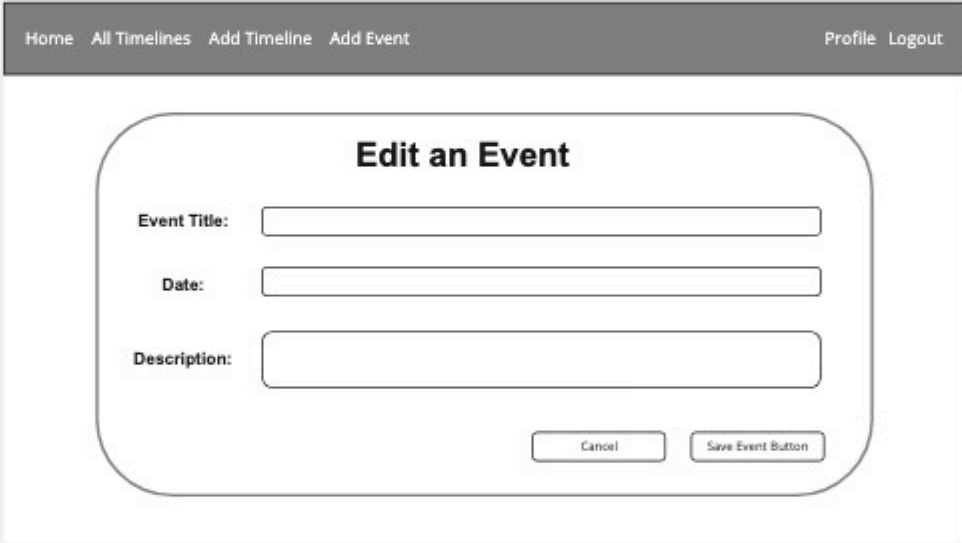 Home All Timelines Add Timeline Add Event Profile Logout
Edit an Event
Event Title:
Date:
Description:
Cancel Save Event Button